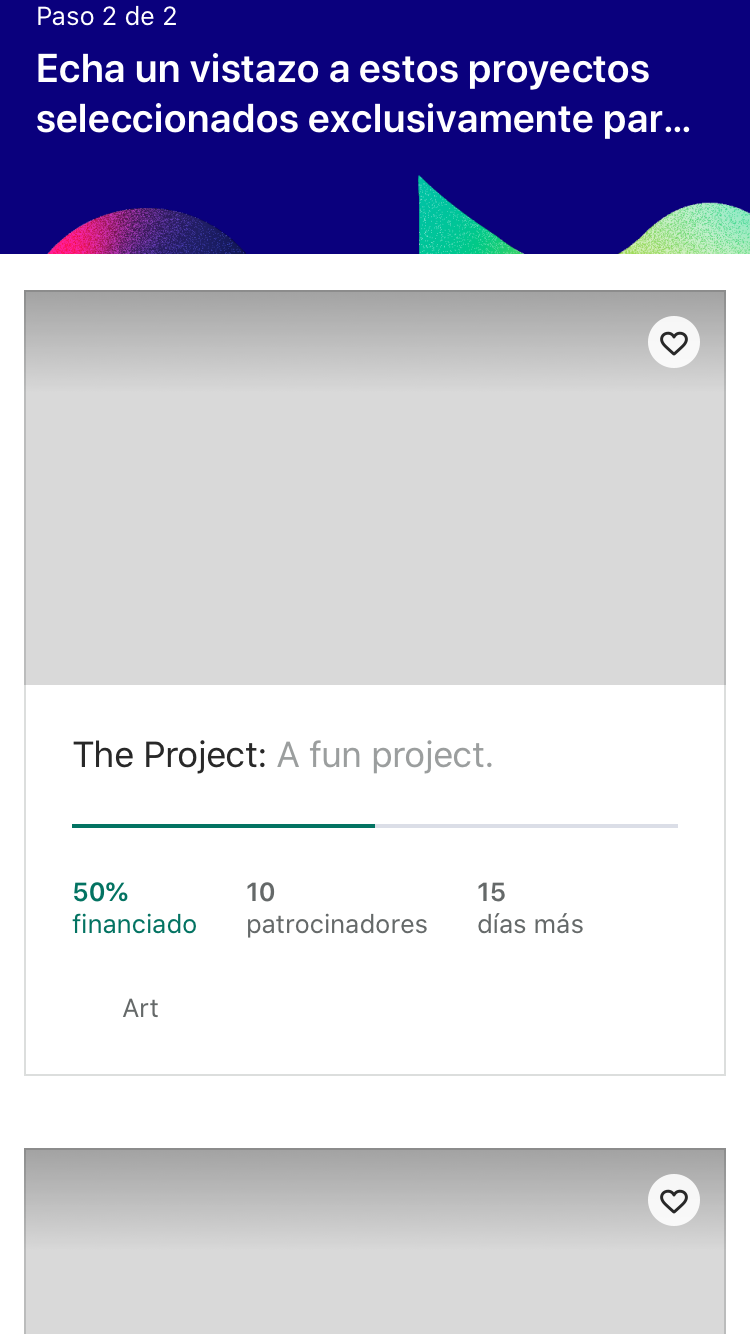 Paso 2 de 2
Echa un vistazo a estos proyectos
seleccionados exclusivamente par...
The Project: A fun project.
50%
financiado
10
patrocinadores
15
días más
Art